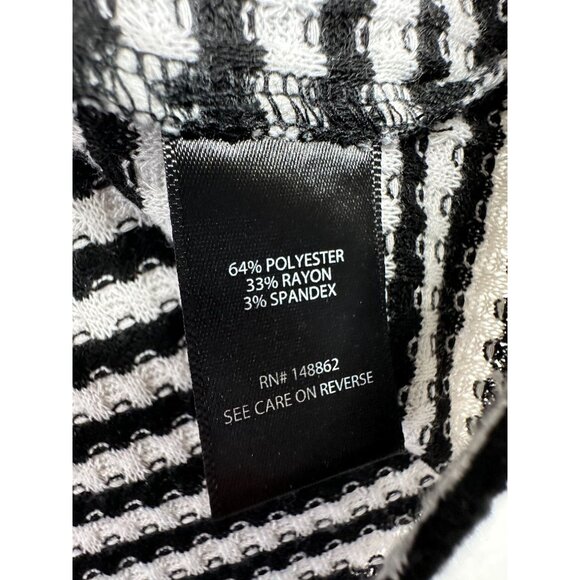 64% POLYESTER
33% RAYON
3% SPANDEX
RN# 148862
SEE CARE ON REVERSE